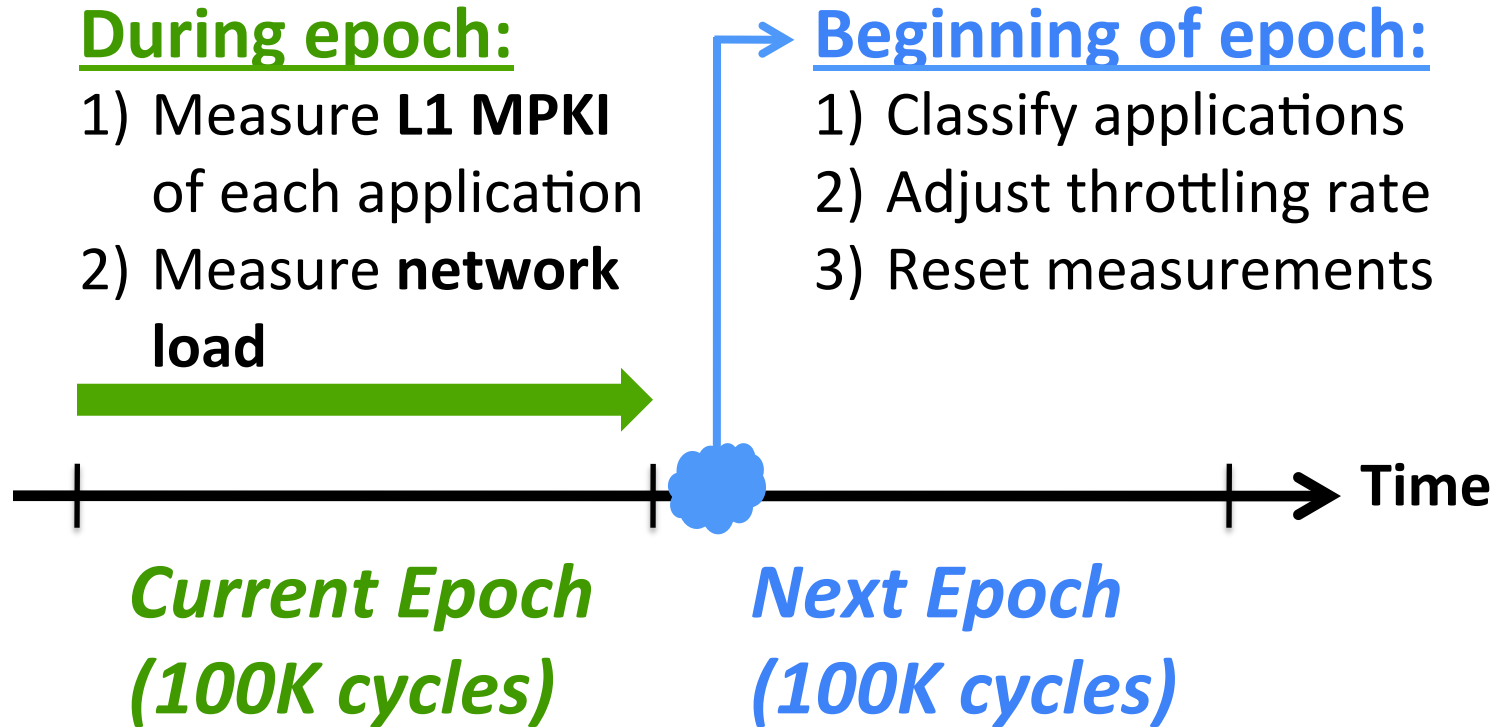 During epoch:
1) Measure L1 MPKI
of each application
2) Measure network
load
Beginning of epoch:
1) Classify applications
2) Adjust throttling rate
3) Reset measurements
Time
Current Epoch
(100K cycles)
Next Epoch
(100K cycles)